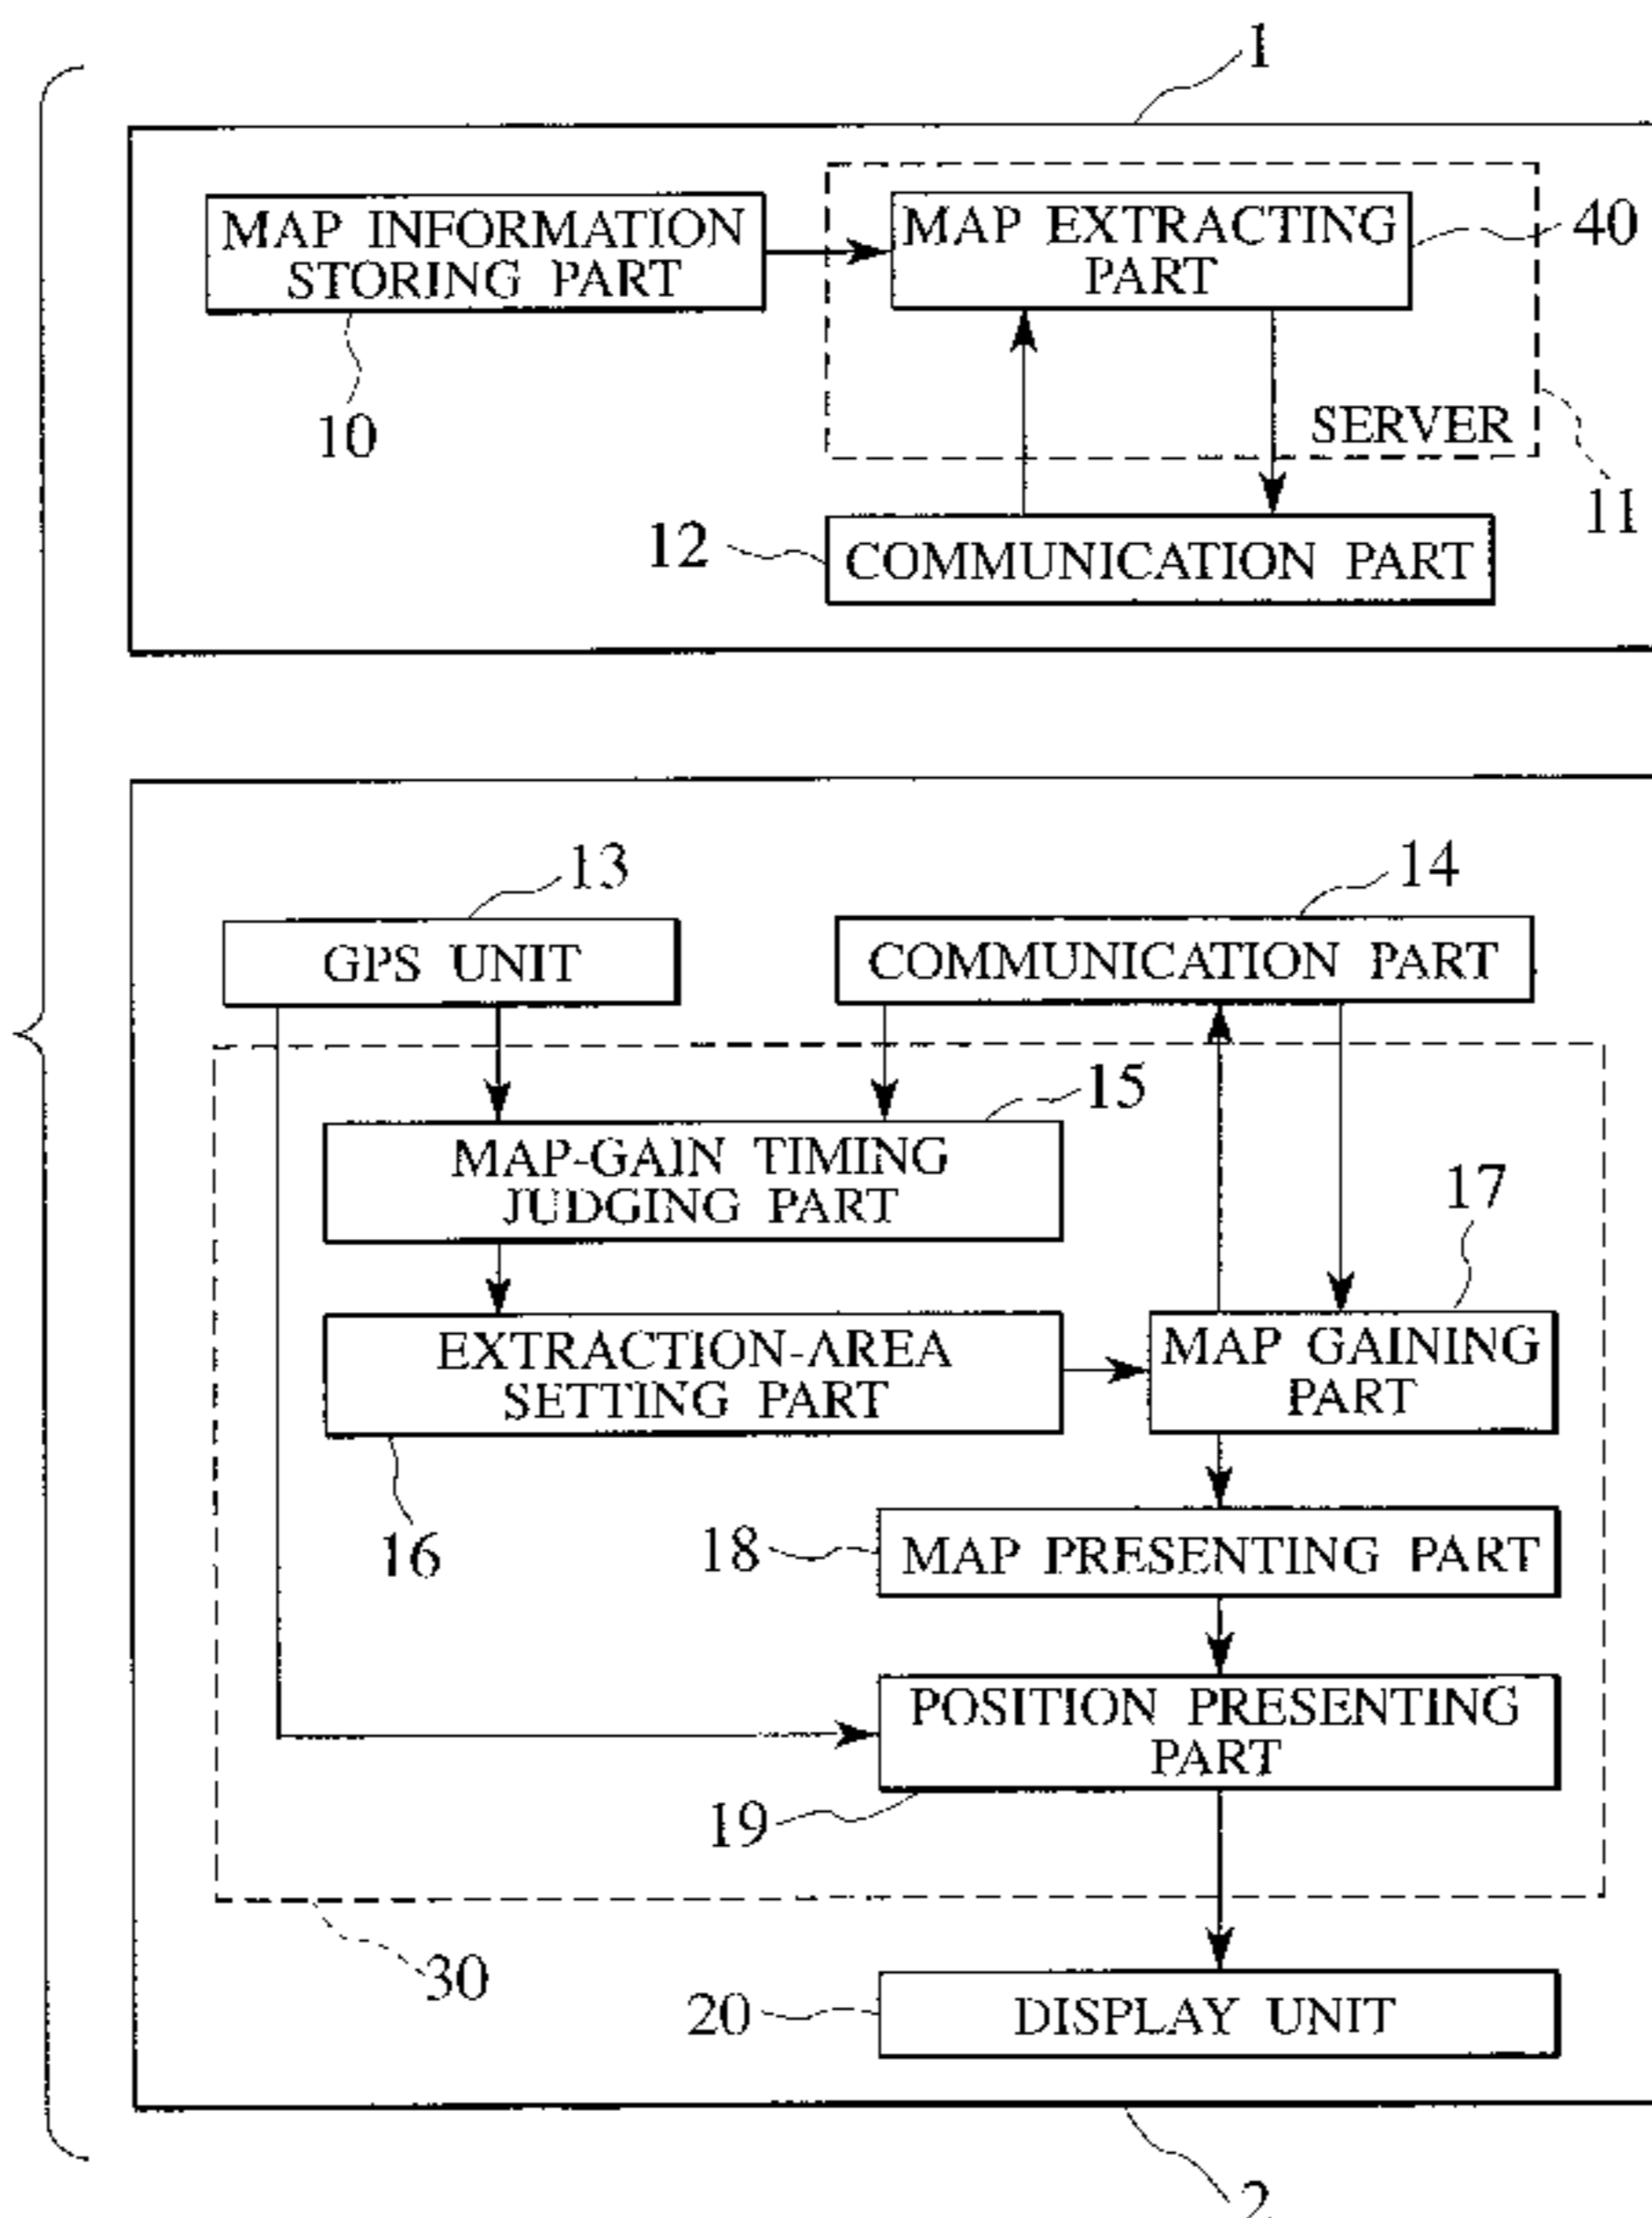 1
MAP INFORMATION
STORING PART
MAP EXTRACTING
PART
40
10
SERVER
11
12
COMMUNICATION PART
13
14
GPS UNIT
COMMUNICATION PART
15
MAP-GAIN TIMING
JUDGING PART
17
EXTRACTION-AREA
SETTING PART
MAP GAINING
PART
16
18
MAP PRESENTING PART
POSITION PRESENTING
PART
19
30
20
DISPLAY UNIT
2